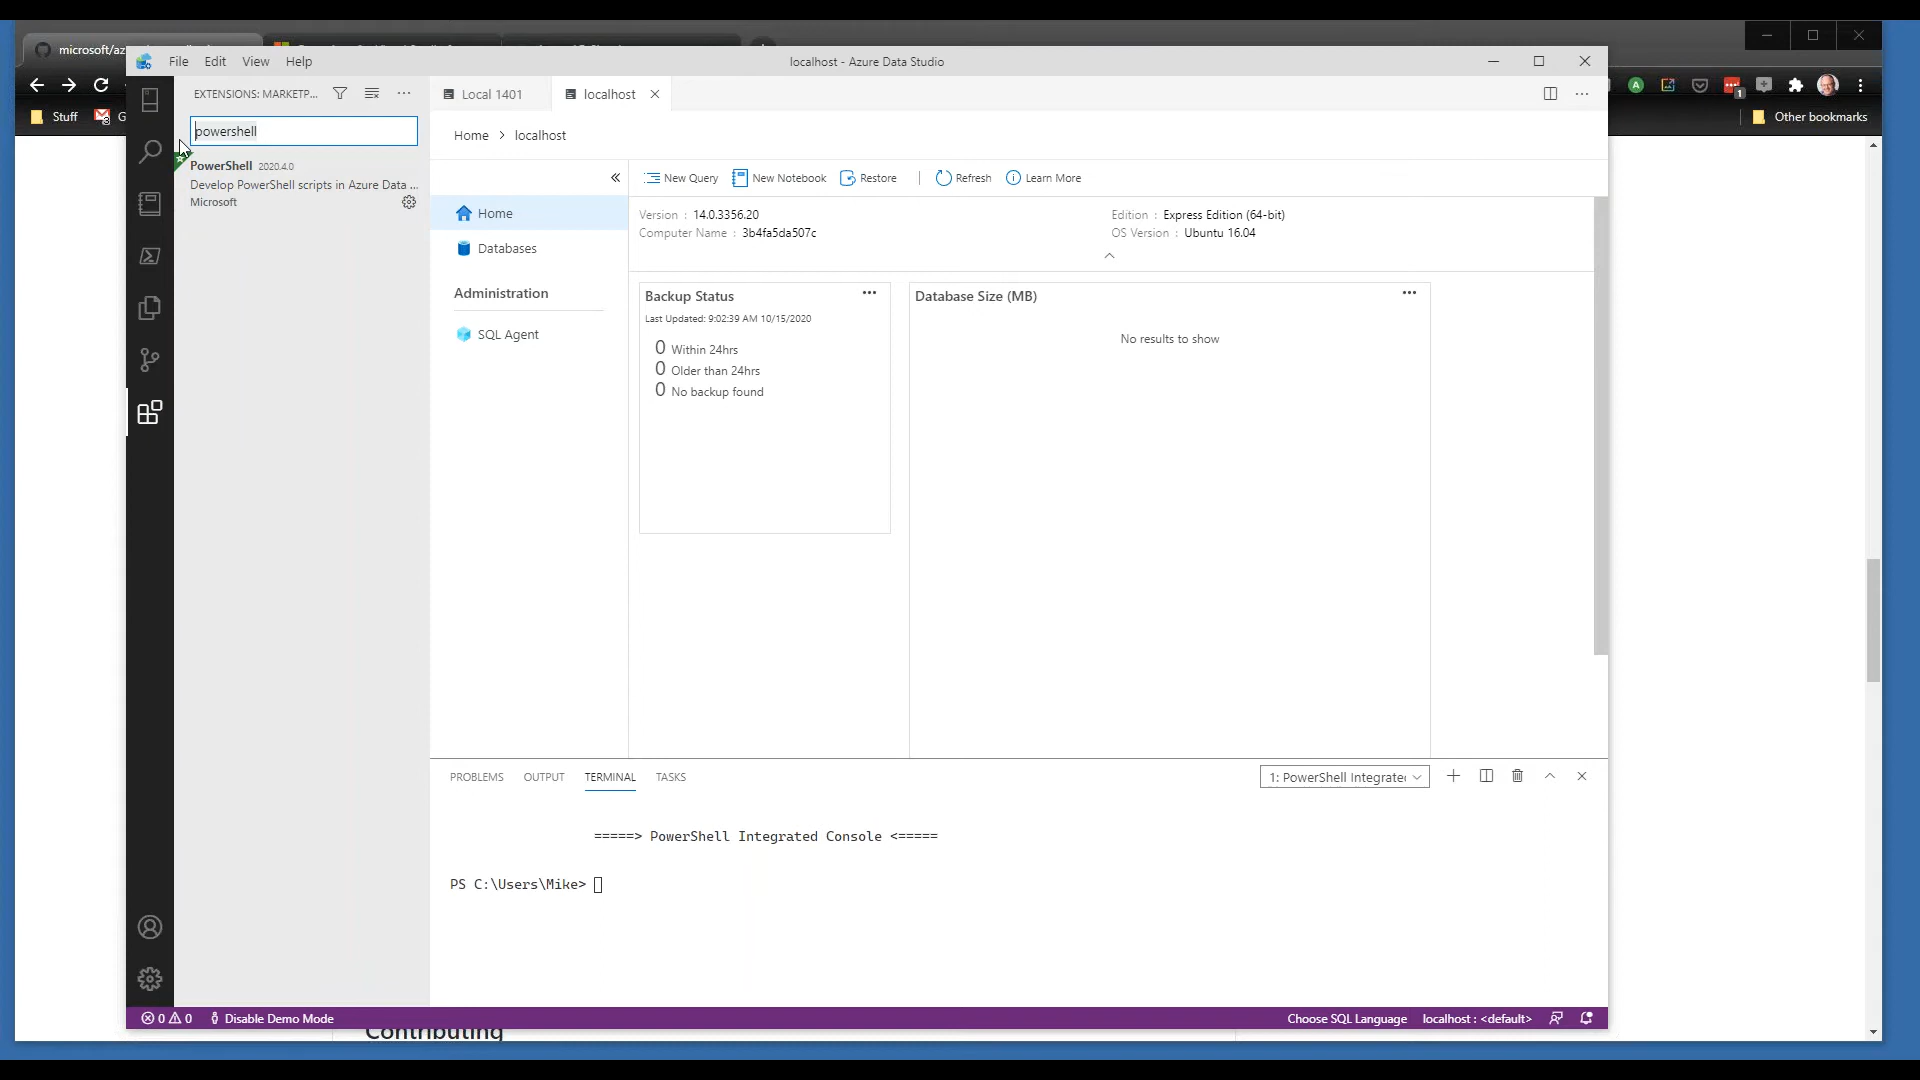 microsoft/az
File Edit View Help
localhost - Azure Data Studio
EXTENSIONS: MARKETP...
Local 1401
localhost
Stuff
G
Other bookmarks
powershell
Home > localhost
PowerShell 2020.4.0
Develop PowerShell scripts in Azure Data ...
Microsoft
New Query New Notebook Restore Refresh Learn More
Home
Databases
Administration
SQL Agent
Version : 14.0.3356.20
Edition : Express Edition (64-bit)
Computer Name : 3b4fa5da507c
OS Version : Ubuntu 16.04
Backup Status
Last Updated: 9:02:39 AM 10/15/2020
0 Within 24hrs
0 Older than 24hrs
0 No backup found
Database Size (MB)
No results to show
PROBLEMS OUTPUT TERMINAL TASKS
1: PowerShell Integrate
=====> PowerShell Integrated Console <=====
PS C:\Users\Mike>
0 0 Disable Demo Mode
Choose SQL Language localhost : <default>
Contributing